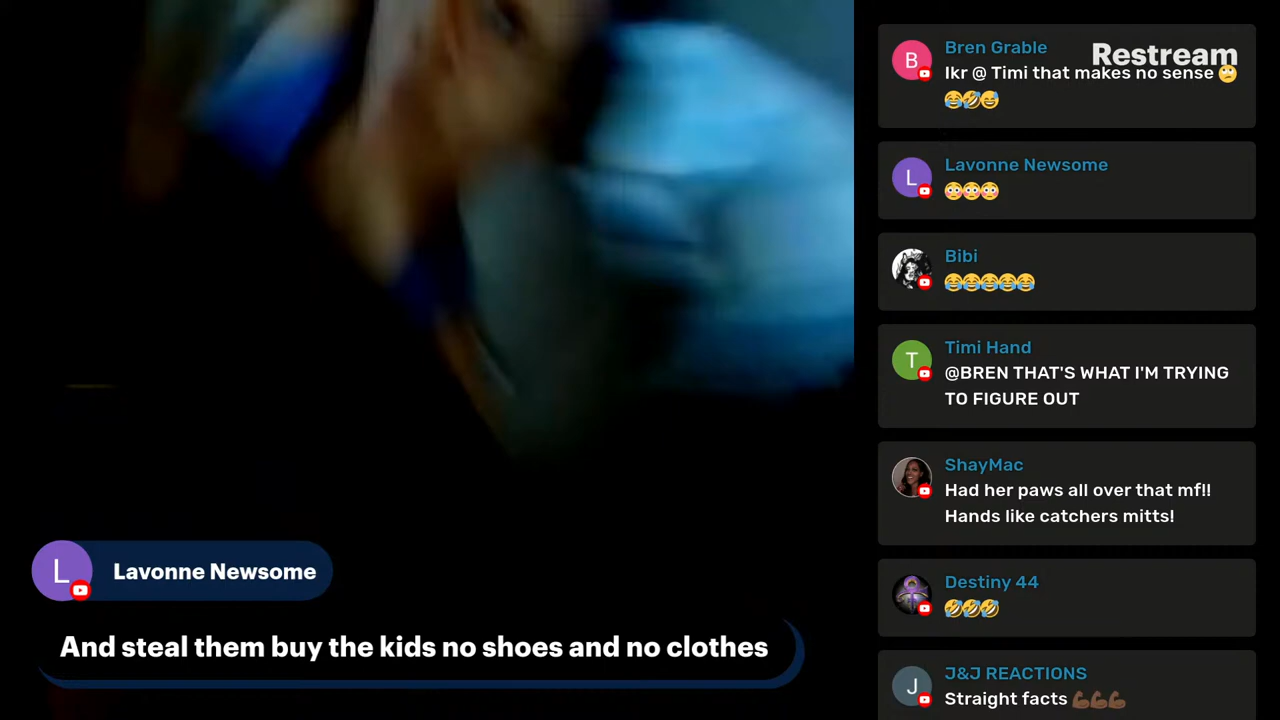 Restream
Bren Grable
B
Ikr @ Timi that makes no sense 🙄
😂🤣😅
Lavonne Newsome
L
😳😳😳
Bibi
😂😂😂😂😂
Timi Hand
T
@BREN THAT'S WHAT I'M TRYING
TO FIGURE OUT
ShayMac
Had her paws all over that mf!!
Hands like catchers mitts!
Destiny 44
🤣🤣🤣
J&J REACTIONS
J
Straight facts 💪🏾💪🏾💪🏾
L
Lavonne Newsome
And steal them buy the kids no shoes and no clothes